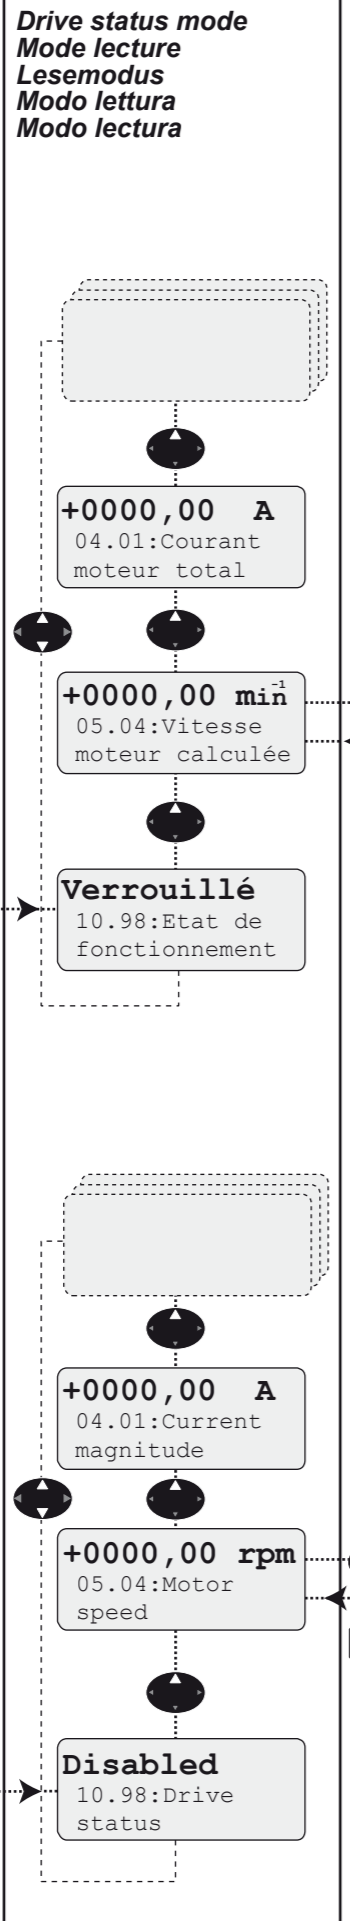 Drive status mode
Mode lecture
Lesemodus
Modo lettura
Modo lectura
+0000,00 A
04.01:Courant
moteur total
+0000,00 min-1
05.04:Vitesse
moteur calculée
Verrouillé
10.98:Etat de
fonctionnement
+0000,00 A
04.01:Current
magnitude
+0000,00 rpm
05.04:Motor
speed
Disabled
10.98:Drive
status